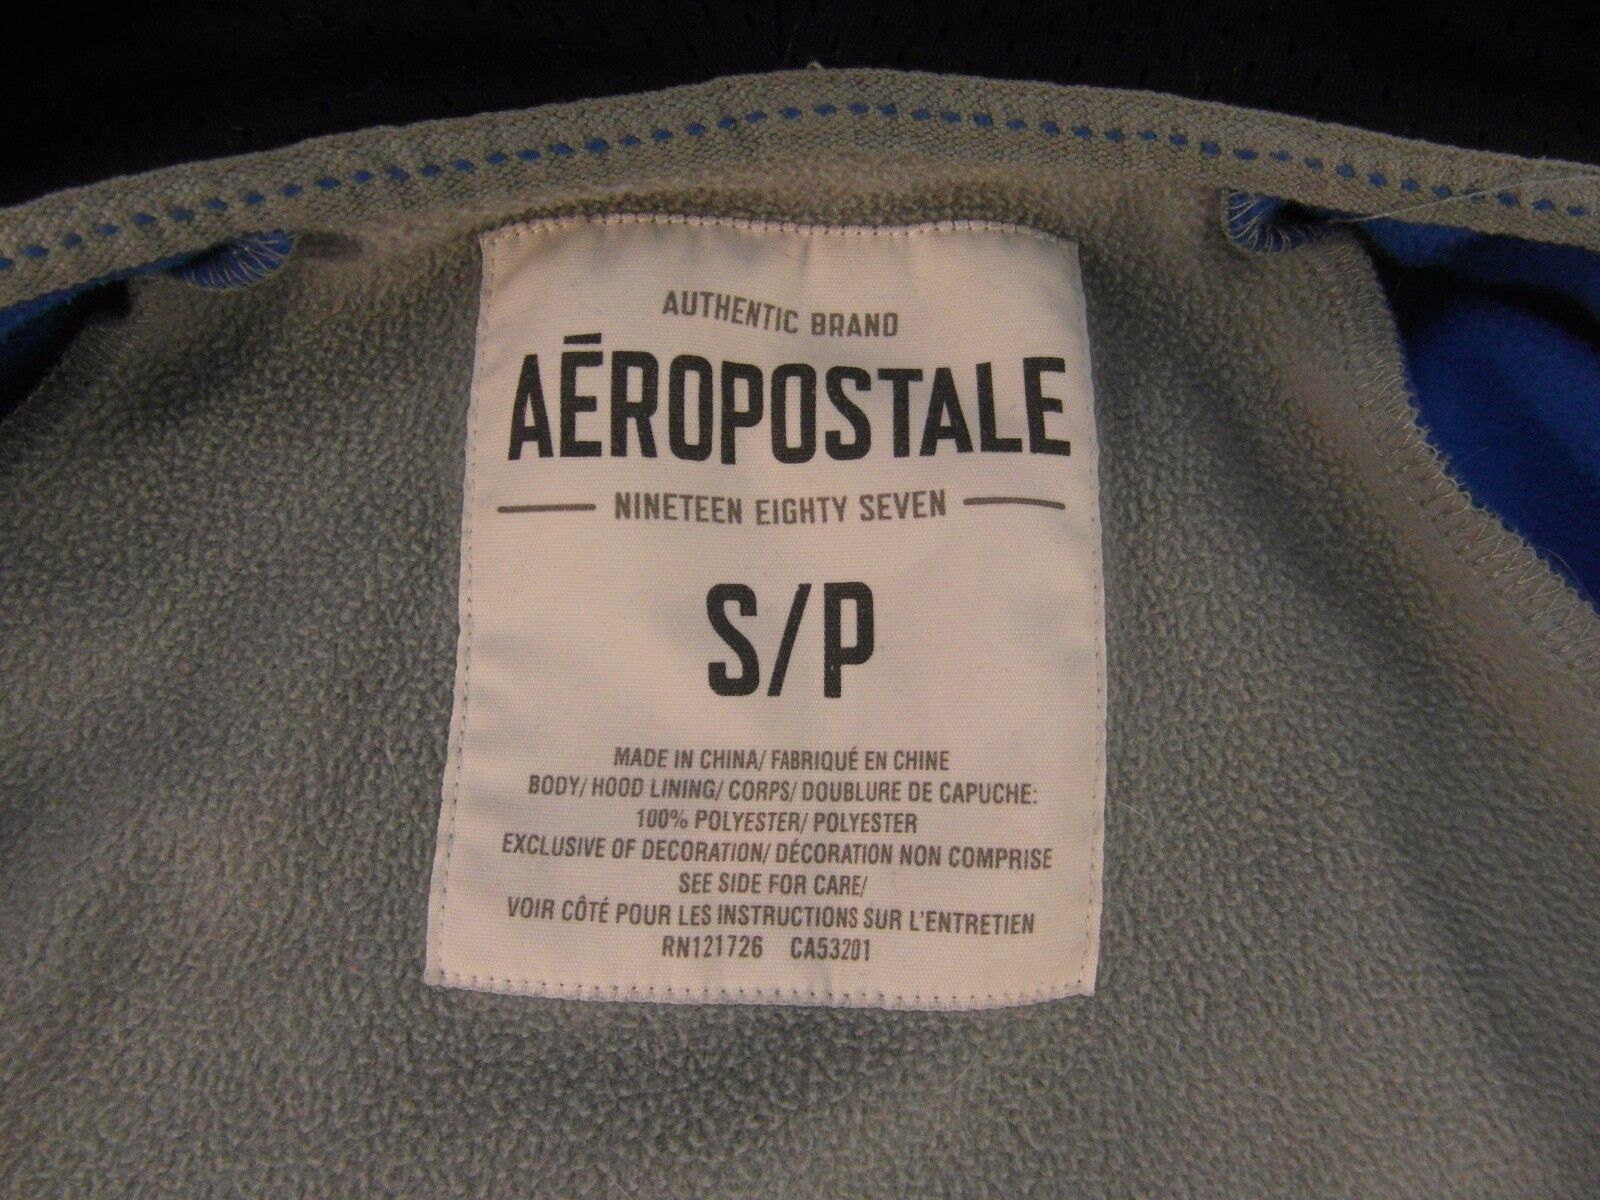 AUTHENTIC BRAND
AÉROPOSTALE
NINETEEN EIGHTY SEVEN
S/P
MADE IN CHINA/ FABRIQUÉ EN CHINE
BODY/ HOOD LINING/ CORPS/ DOUBLURE DE CAPUCHE:
100% POLYESTER/ POLYESTER
EXCLUSIVE OF DECORATION/ DÉCORATION NON COMPRISE
SEE SIDE FOR CARE/
VOIR CÔTÉ POUR LES INSTRUCTIONS SUR L'ENTRETIEN
RN121726 CA53201